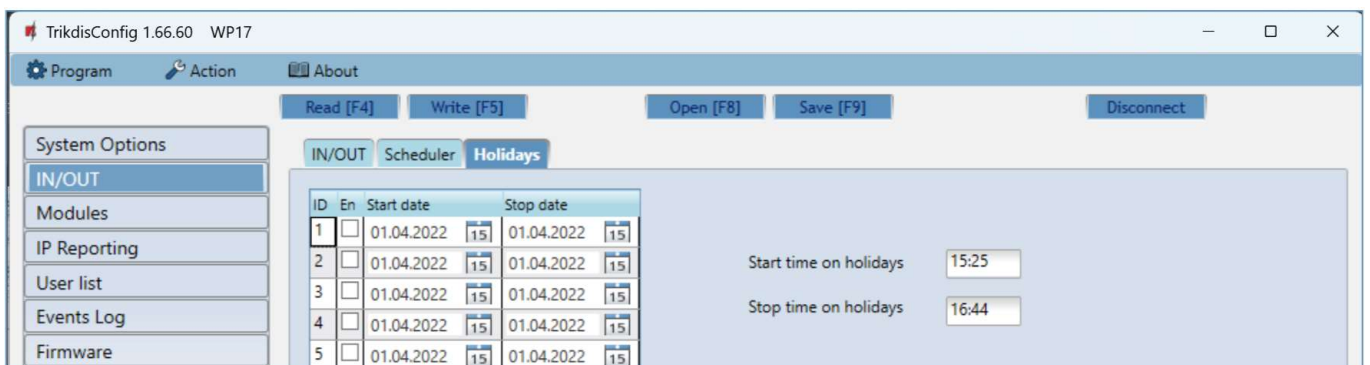 TrikdisConfig 1.66.60 WP17
Program Action About
Read [F4] Write [F5] Open [F8] Save [F9] Disconnect
System Options
IN/OUT
Modules
IP Reporting
User list
Events Log
Firmware
IN/OUT Scheduler Holidays
ID En Start date Stop date
1 01.04.2022 15 01.04.2022 15
2 01.04.2022 15 01.04.2022 15
3 01.04.2022 15 01.04.2022 15
4 01.04.2022 15 01.04.2022 15
5 01.04.2022 15 01.04.2022 15
Start time on holidays 15:25
Stop time on holidays 16:44